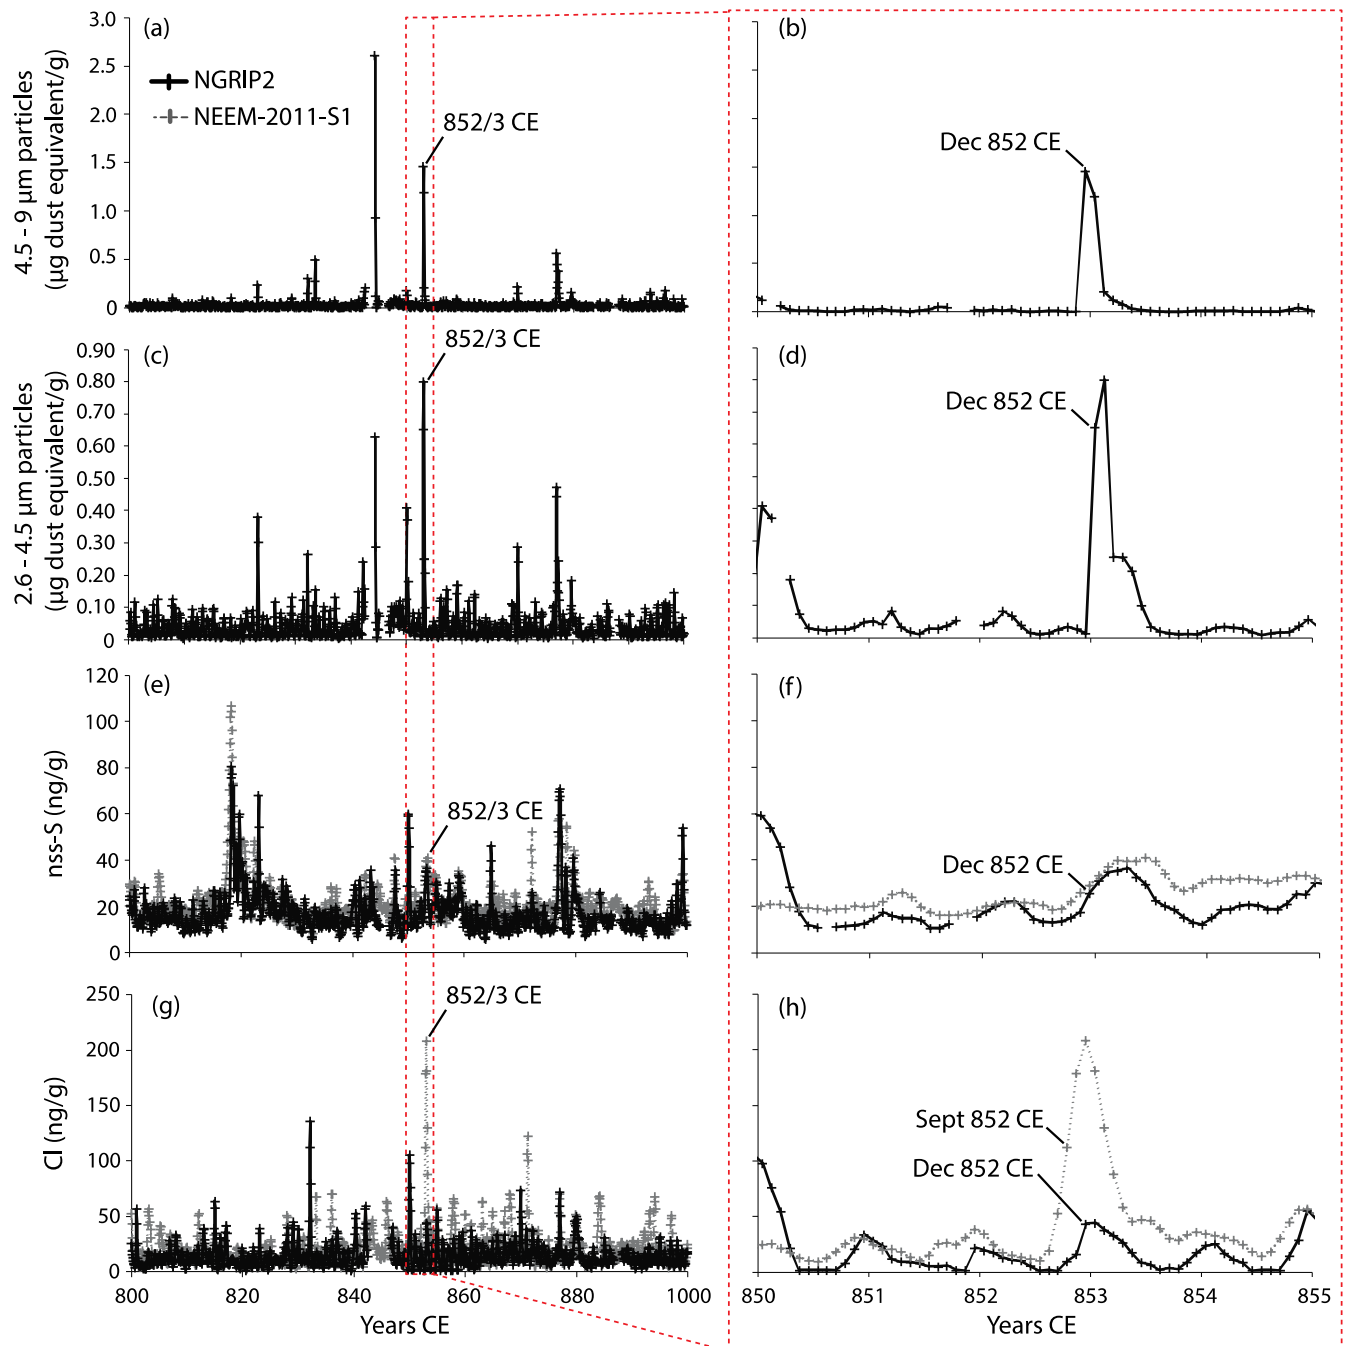 (a)
3.0
2.5
2.0
1.5
1.0
0.5
0
4.5 - 9 µm particles
(µg dust equivalent/g)
NGRIP2
NEEM-2011-S1
852/3 CE
(b)
Dec 852 CE
(c)
0.90
0.80
0.70
0.60
0.50
0.40
0.30
0.20
0.10
0
2.6 - 4.5 µm particles
(µg dust equivalent/g)
852/3 CE
(d)
Dec 852 CE
(e)
120
100
80
60
40
20
0
nss-S (ng/g)
852/3 CE
(f)
Dec 852 CE
(g)
250
200
150
100
50
0
Cl (ng/g)
852/3 CE
800 820 840 860 880 1000
Years CE
(h)
Sept 852 CE
Dec 852 CE
850 851 852 853 854 855
Years CE